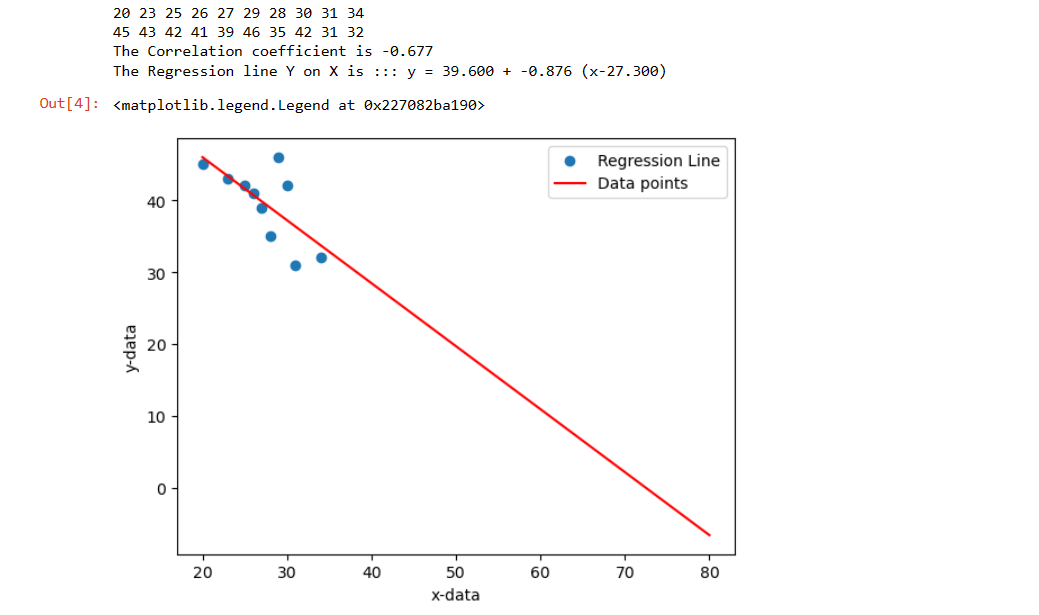 20 23 25 26 27 29 28 30 31 34
45 43 42 41 39 46 35 42 31 32
The Correlation coefficient is -0.677
The Regression line Y on X is ::: y = 39.600 + -0.876 (x-27.300)
Out[4]: <matplotlib.legend.Legend at 0x227082ba190>
Regression Line
Data points
40
30
20
10
0
y-data
20 30 40 50 60 70 80
x-data